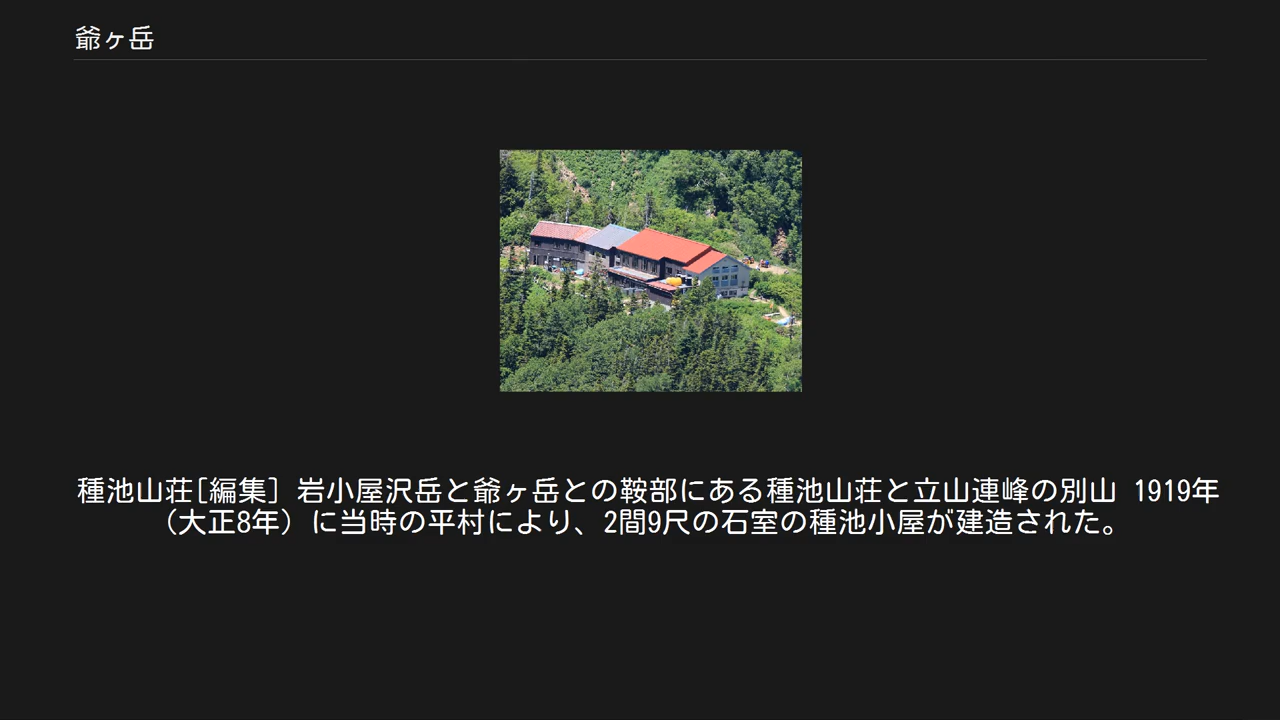 爺ヶ岳
種池山荘[編集] 岩小屋沢岳と爺ヶ岳との鞍部にある種池山荘と立山連峰の別山 1919年
（大正8年）に当時の平村により、2間9尺の石室の種池小屋が建造された。